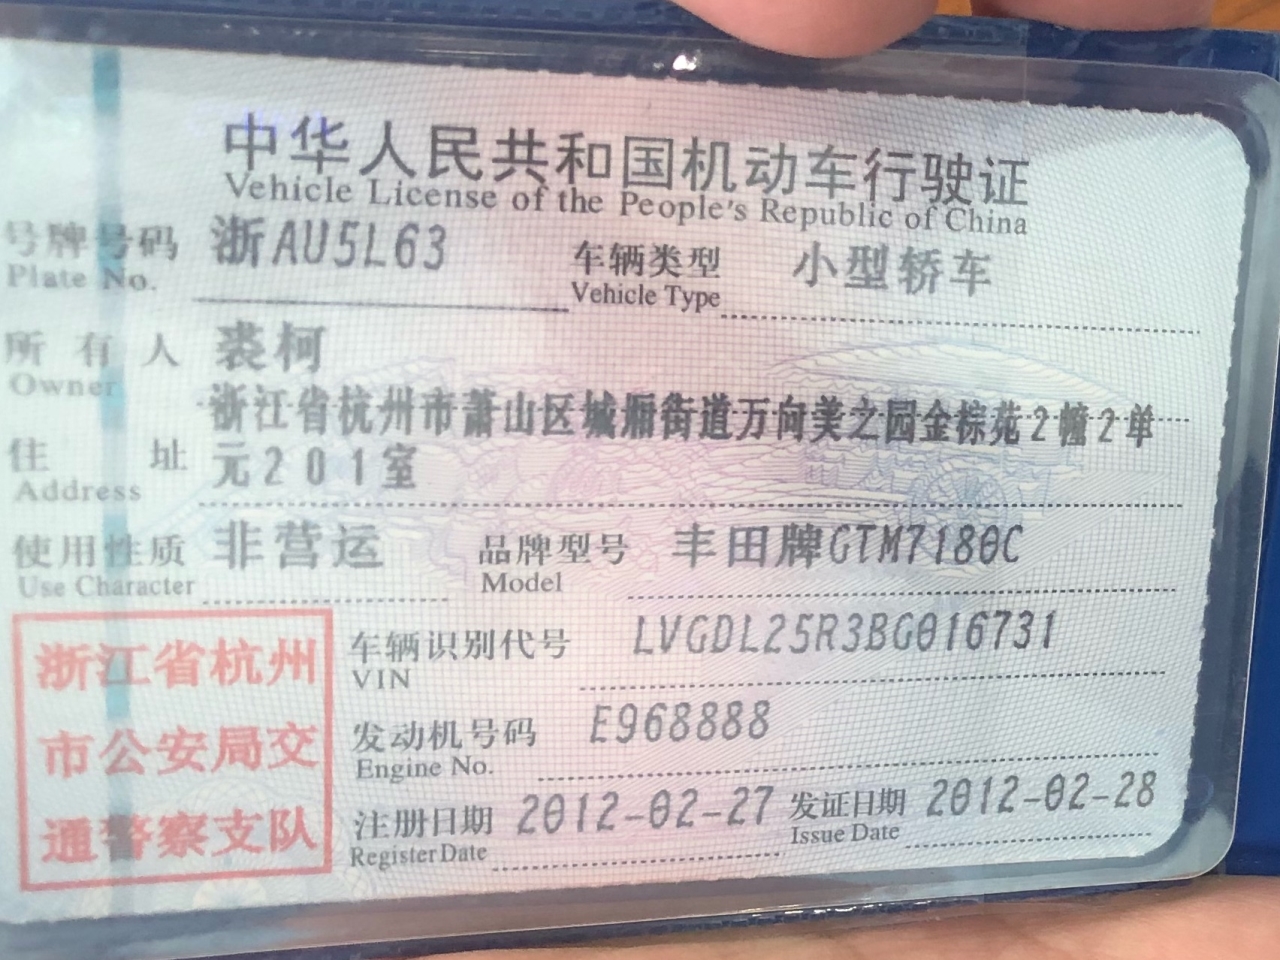 中华人民共和国机动车行驶证
Vehicle License of the People's Republic of China
号牌号码 浙AU5L63 车辆类型 小型轿车
Plate No. Vehicle Type
所有人 裘柯
Owner
浙江省杭州市萧山区城厢街道万向美之园金棕苑2幢2单
住址 元201室
Address
使用性质 非营运 品牌型号 丰田牌GTM7180C
Use Character Model
车辆识别代号 LVGDL25R3BG016731
VIN
发动机号码 E968888
Engine No.
注册日期 2012-02-27 发证日期 2012-02-28
Register Date Issue Date
浙江省杭州
市公安局交
通警察支队